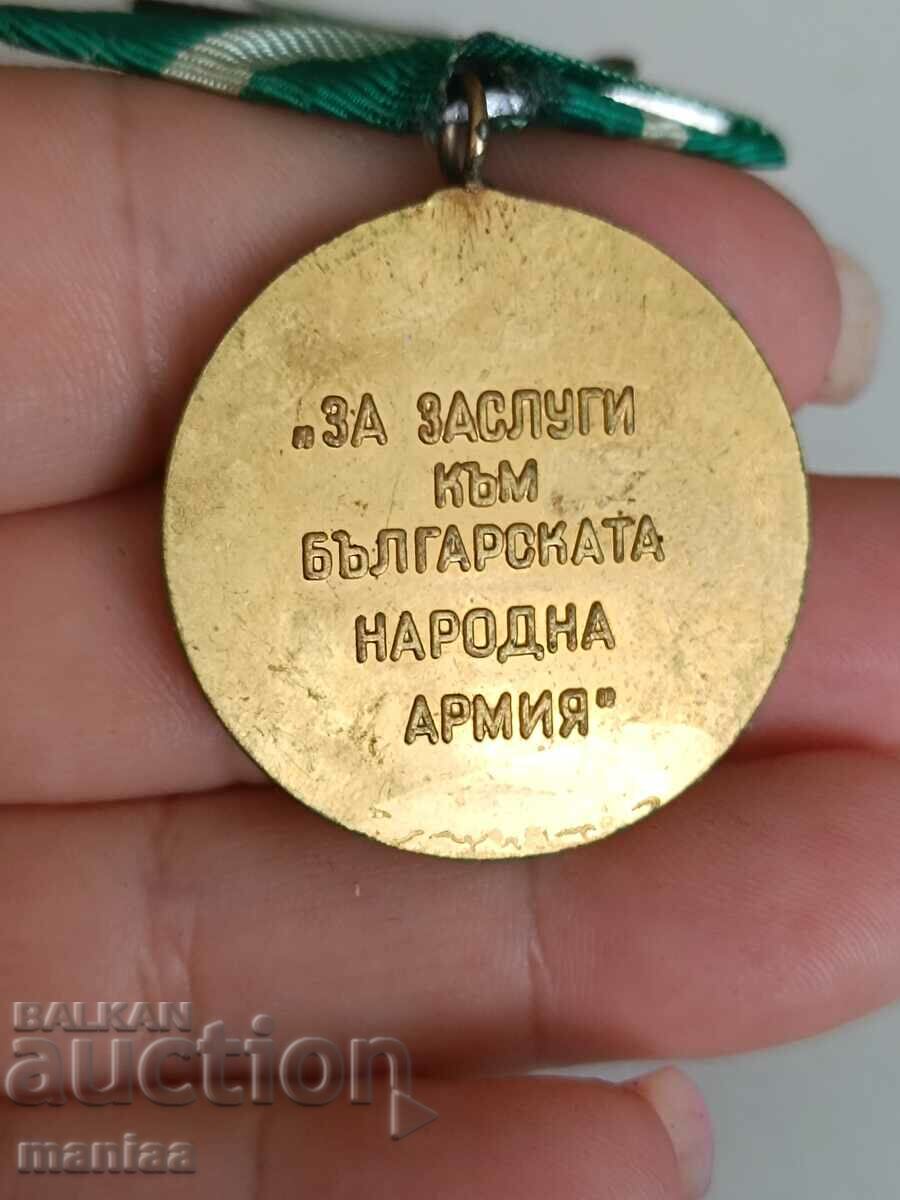 „ЗА ЗАСЛУГИ
КЪМ
БЪЛГАРСКАТА
НАРОДНА
АРМИЯ"
BALKAN
auction
maniaa